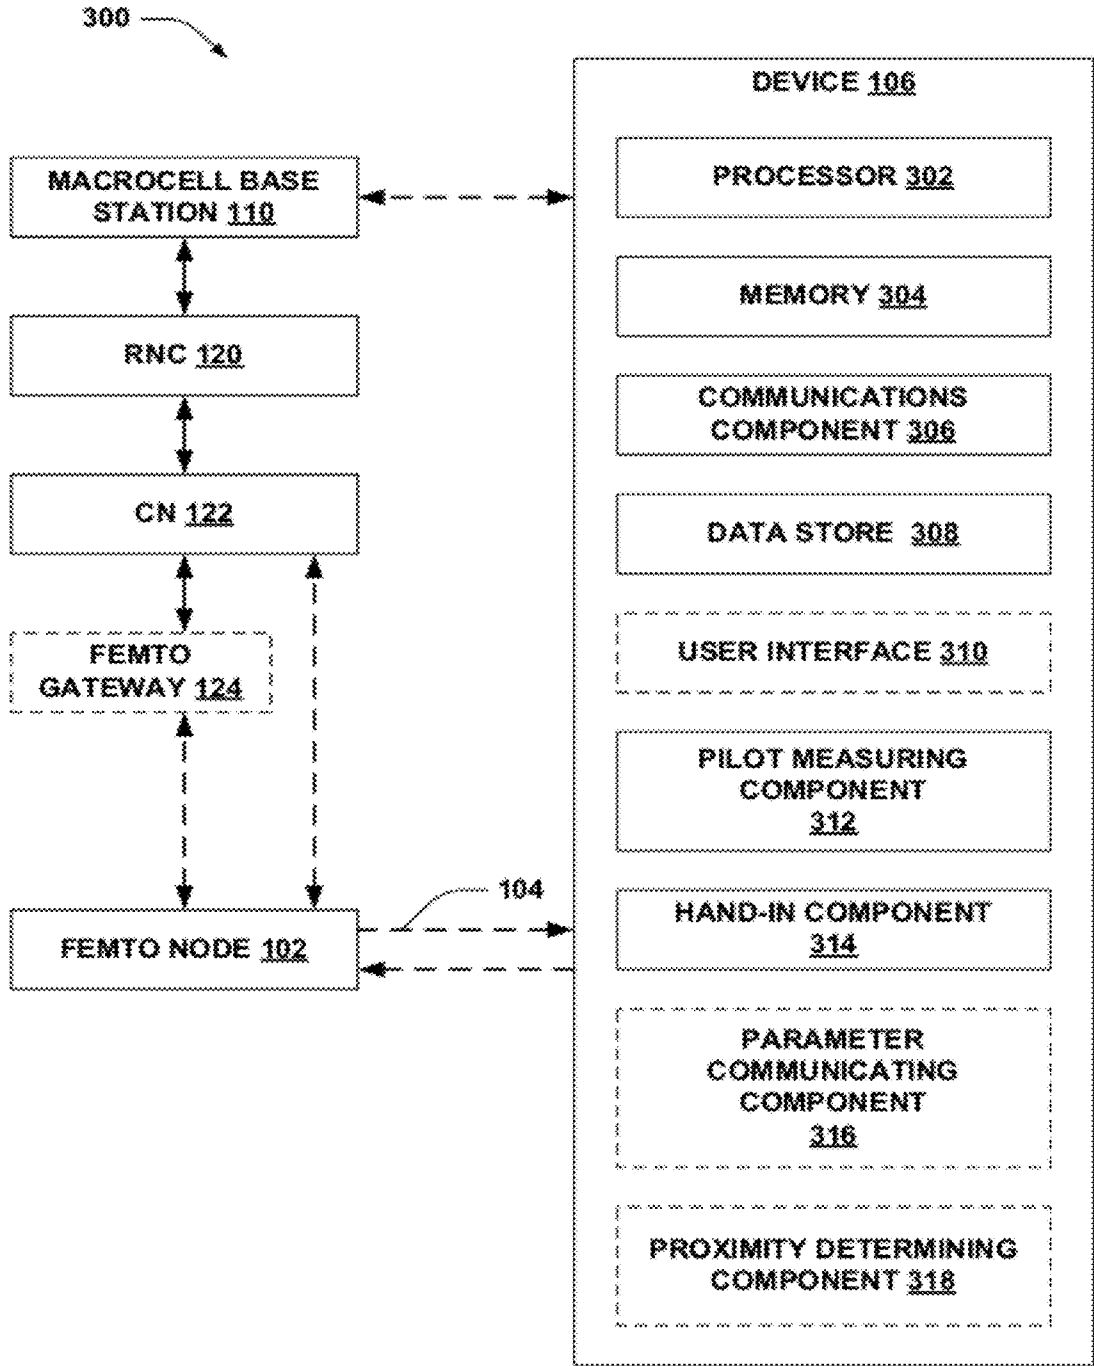 300
DEVICE 106
MACROCELL BASE
STATION 110
RNC 120
CN 122
FEMTO
GATEWAY 124
104
FEMTO NODE 102
PROCESSOR 302
MEMORY 304
COMMUNICATIONS
COMPONENT 306
DATA STORE 308
USER INTERFACE 310
PILOT MEASURING
COMPONENT
312
HAND-IN COMPONENT
314
PARAMETER
COMMUNICATING
COMPONENT
316
PROXIMITY DETERMINING
COMPONENT 318